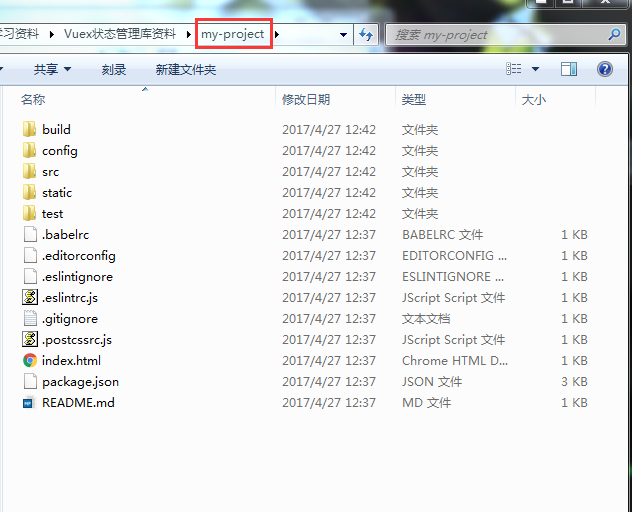 学习资料 Vuex状态管理库资料 my-project 搜索 my-project
共享 刻录 新建文件夹
名称 修改日期 类型 大小
build 2017/4/27 12:42 文件夹
config 2017/4/27 12:42 文件夹
src 2017/4/27 12:42 文件夹
static 2017/4/27 12:42 文件夹
test 2017/4/27 12:42 文件夹
.babelrc 2017/4/27 12:37 BABELRC 文件 1 KB
.editorconfig 2017/4/27 12:37 EDITORCONFIG ... 1 KB
.eslintignore 2017/4/27 12:37 ESLINTIGNORE ... 1 KB
.eslintrc.js 2017/4/27 12:37 JScript Script 文件 1 KB
.gitignore 2017/4/27 12:37 文本文档 1 KB
.postcssrc.js 2017/4/27 12:37 JScript Script 文件 1 KB
index.html 2017/4/27 12:37 Chrome HTML D... 1 KB
package.json 2017/4/27 12:37 JSON 文件 3 KB
README.md 2017/4/27 12:37 MD 文件 1 KB